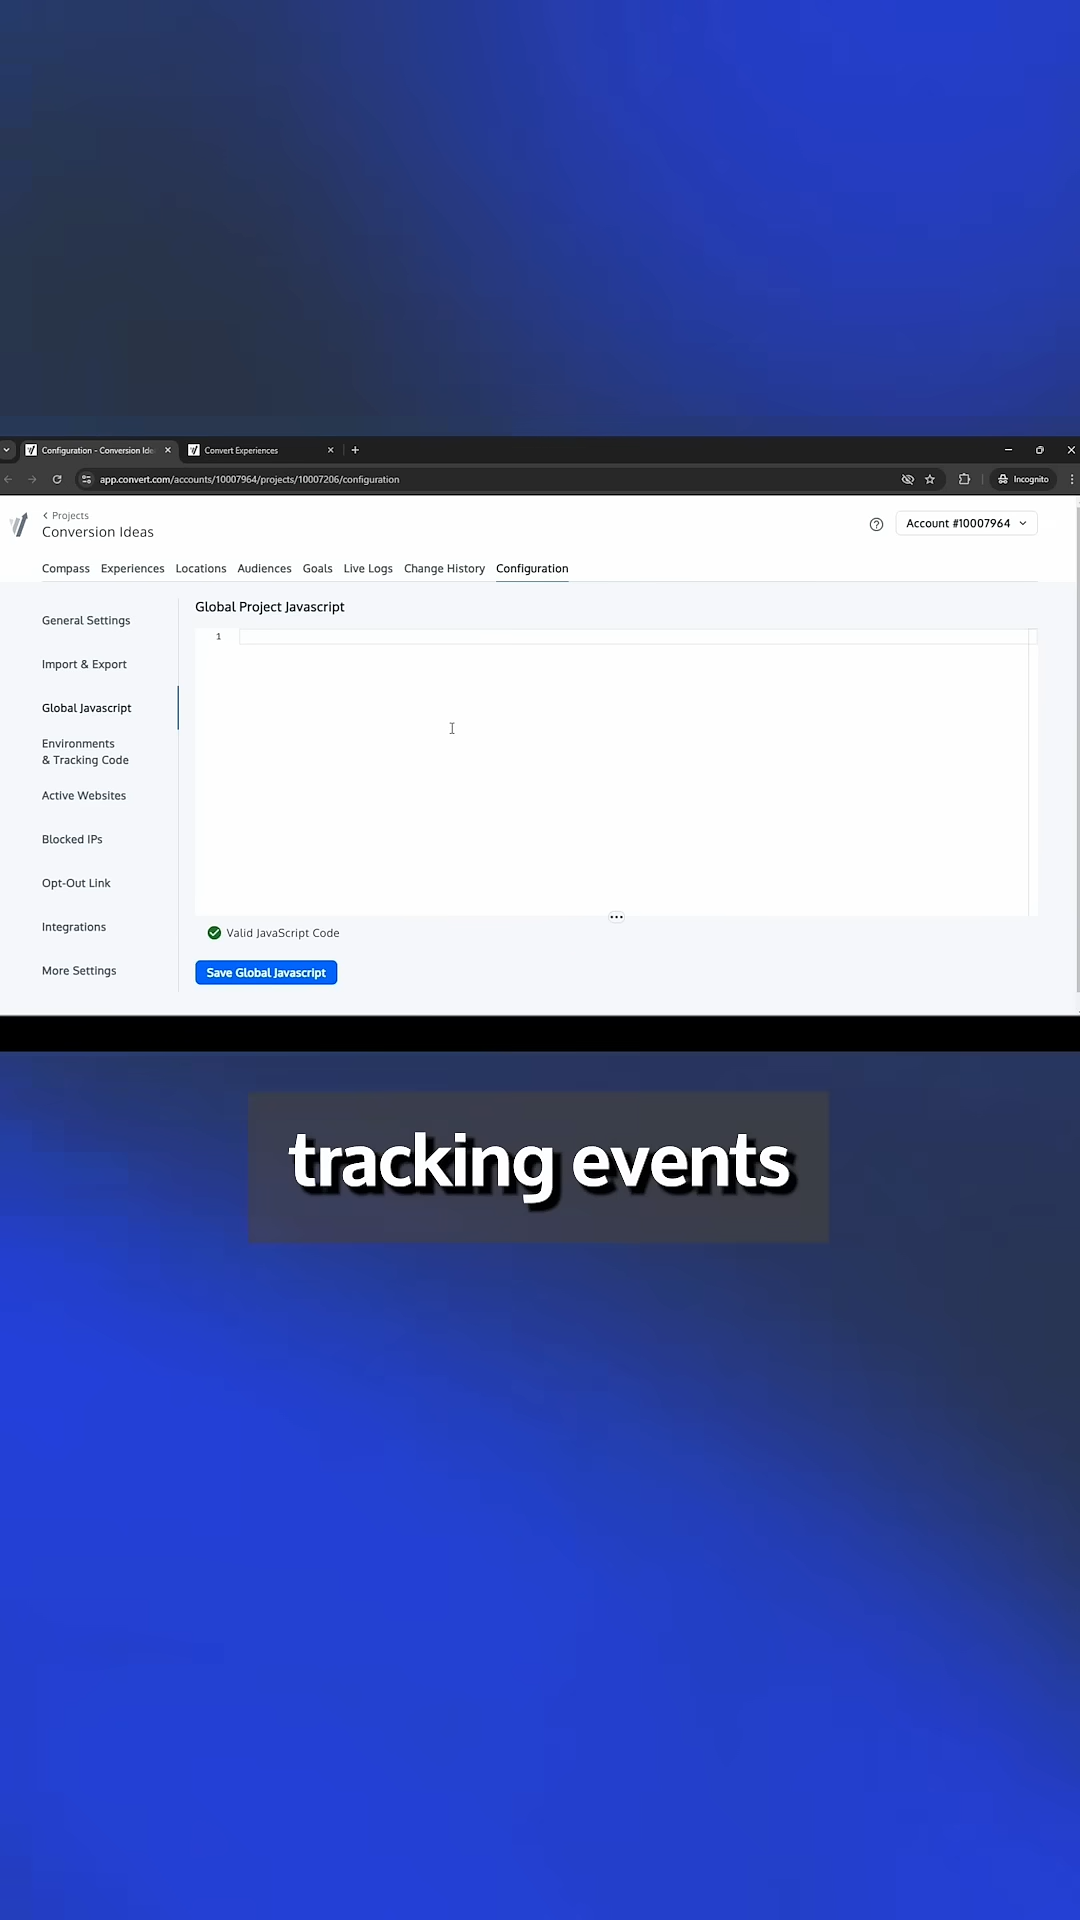 Configuration - Conversion Ide
Convert Experiences
app.convert.com/accounts/10007964/projects/10007206/configuration
Incognito
Projects
Conversion Ideas
Account #10007964
Compass Experiences Locations Audiences Goals Live Logs Change History Configuration
General Settings
Import & Export
Global Javascript
Environments
& Tracking Code
Active Websites
Blocked IPs
Opt-Out Link
Integrations
More Settings
Global Project Javascript
1
Valid JavaScript Code
Save Global Javascript
tracking events